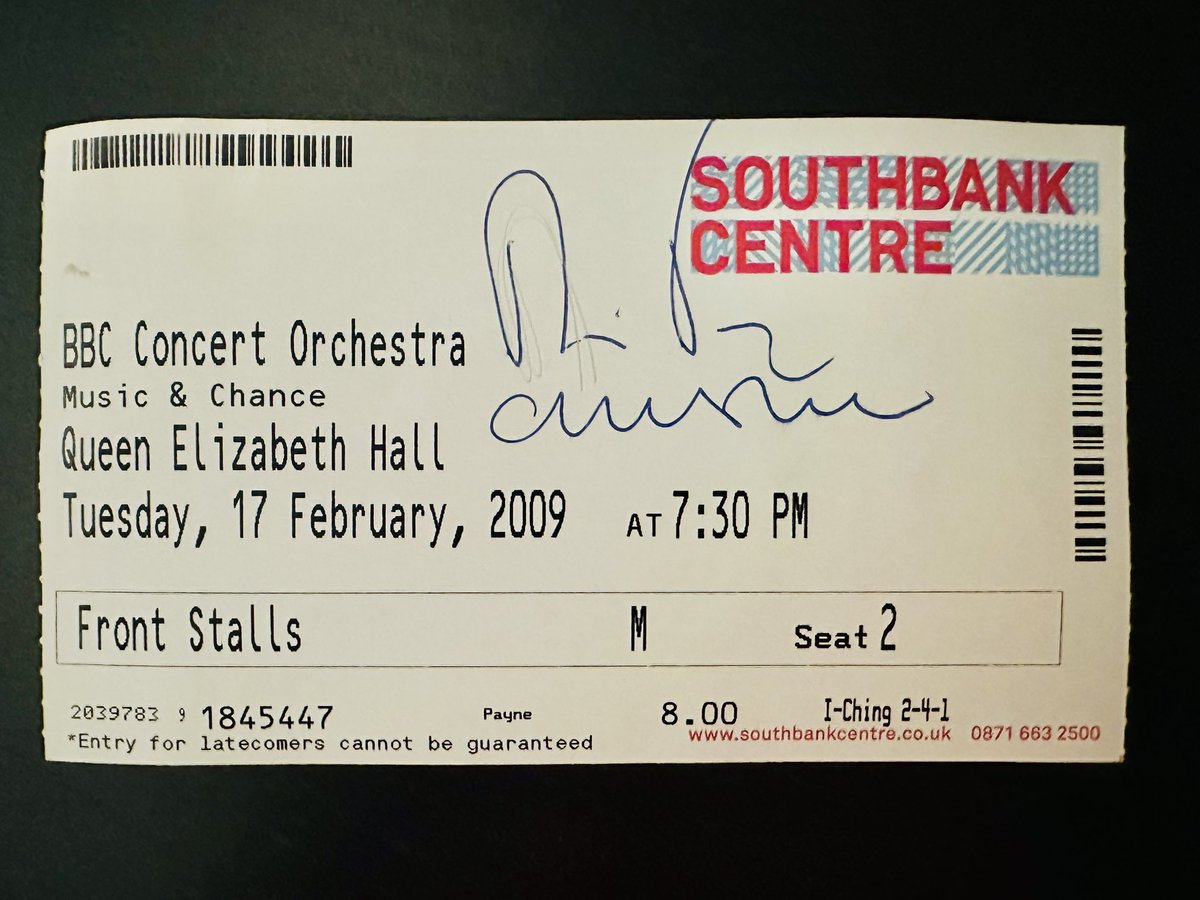 SOUTHBANK
CENTRE
BBC Concert Orchestra
Music & Chance
Queen Elizabeth Hall
Tuesday, 17 February, 2009 AT 7:30 PM
Front Stalls M Seat 2
2039783 9 1845447 Payne 8.00 I-Ching 2-4-1
*Entry for latecomers cannot be guaranteed www.southbankcentre.co.uk 0871 663 2500